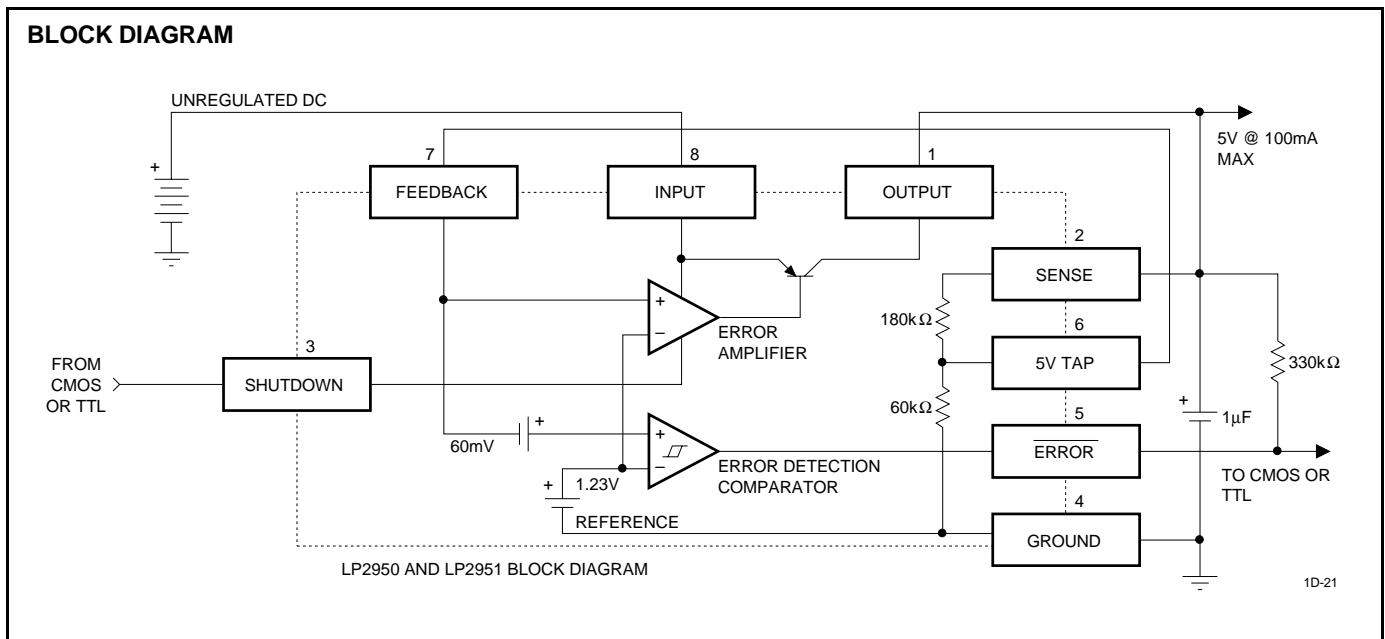 BLOCK DIAGRAM
UNREGULATED DC
+
7
8
1
5V @ 100mA
MAX
FEEDBACK
INPUT
OUTPUT
2
SENSE
180kΩ
6
5V TAP
+
−
ERROR
AMPLIFIER
3
FROM
CMOS
OR TTL
SHUTDOWN
330kΩ
60kΩ
+
1µF
5
60mV
+
+
−
ERROR
ERROR DETECTION
COMPARATOR
TO CMOS OR
TTL
+
1.23V
REFERENCE
4
GROUND
LP2950 AND LP2951 BLOCK DIAGRAM
1D-21